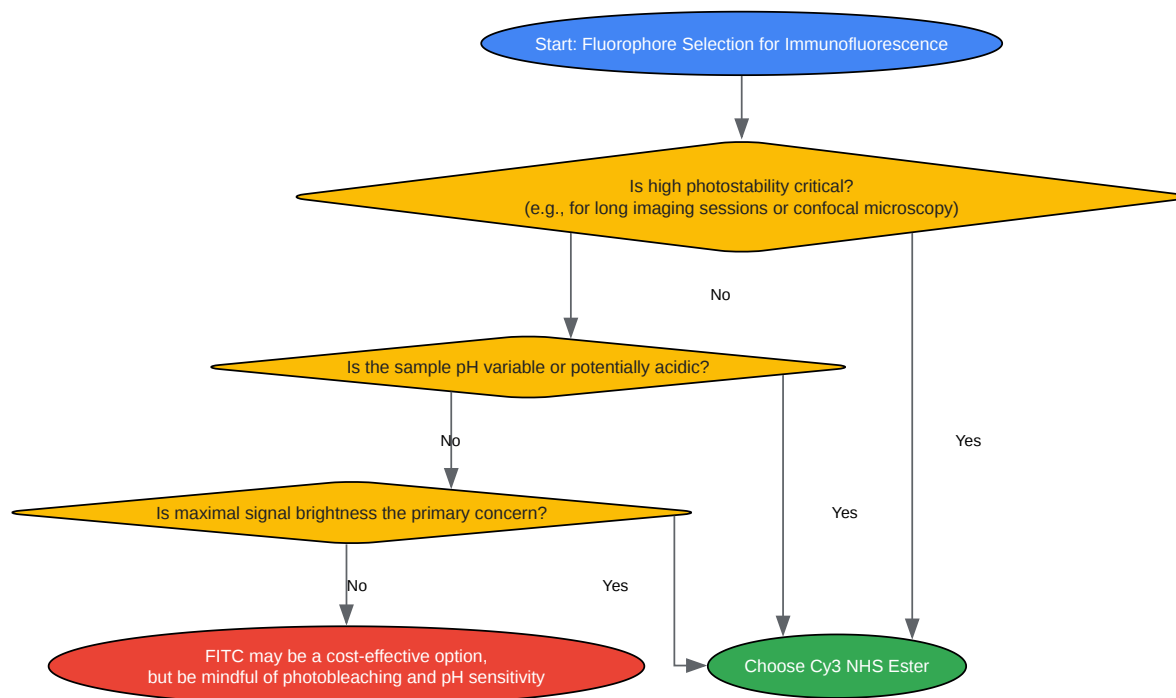 Start: Fluorophore Selection for Immunofluorescence
Is high photostability critical?
(e.g., for long imaging sessions or confocal microscopy)
No
Is the sample pH variable or potentially acidic?
No
Yes
Is maximal signal brightness the primary concern?
Yes
No
Yes
FITC may be a cost-effective option,
but be mindful of photobleaching and pH sensitivity
Choose Cy3 NHS Ester